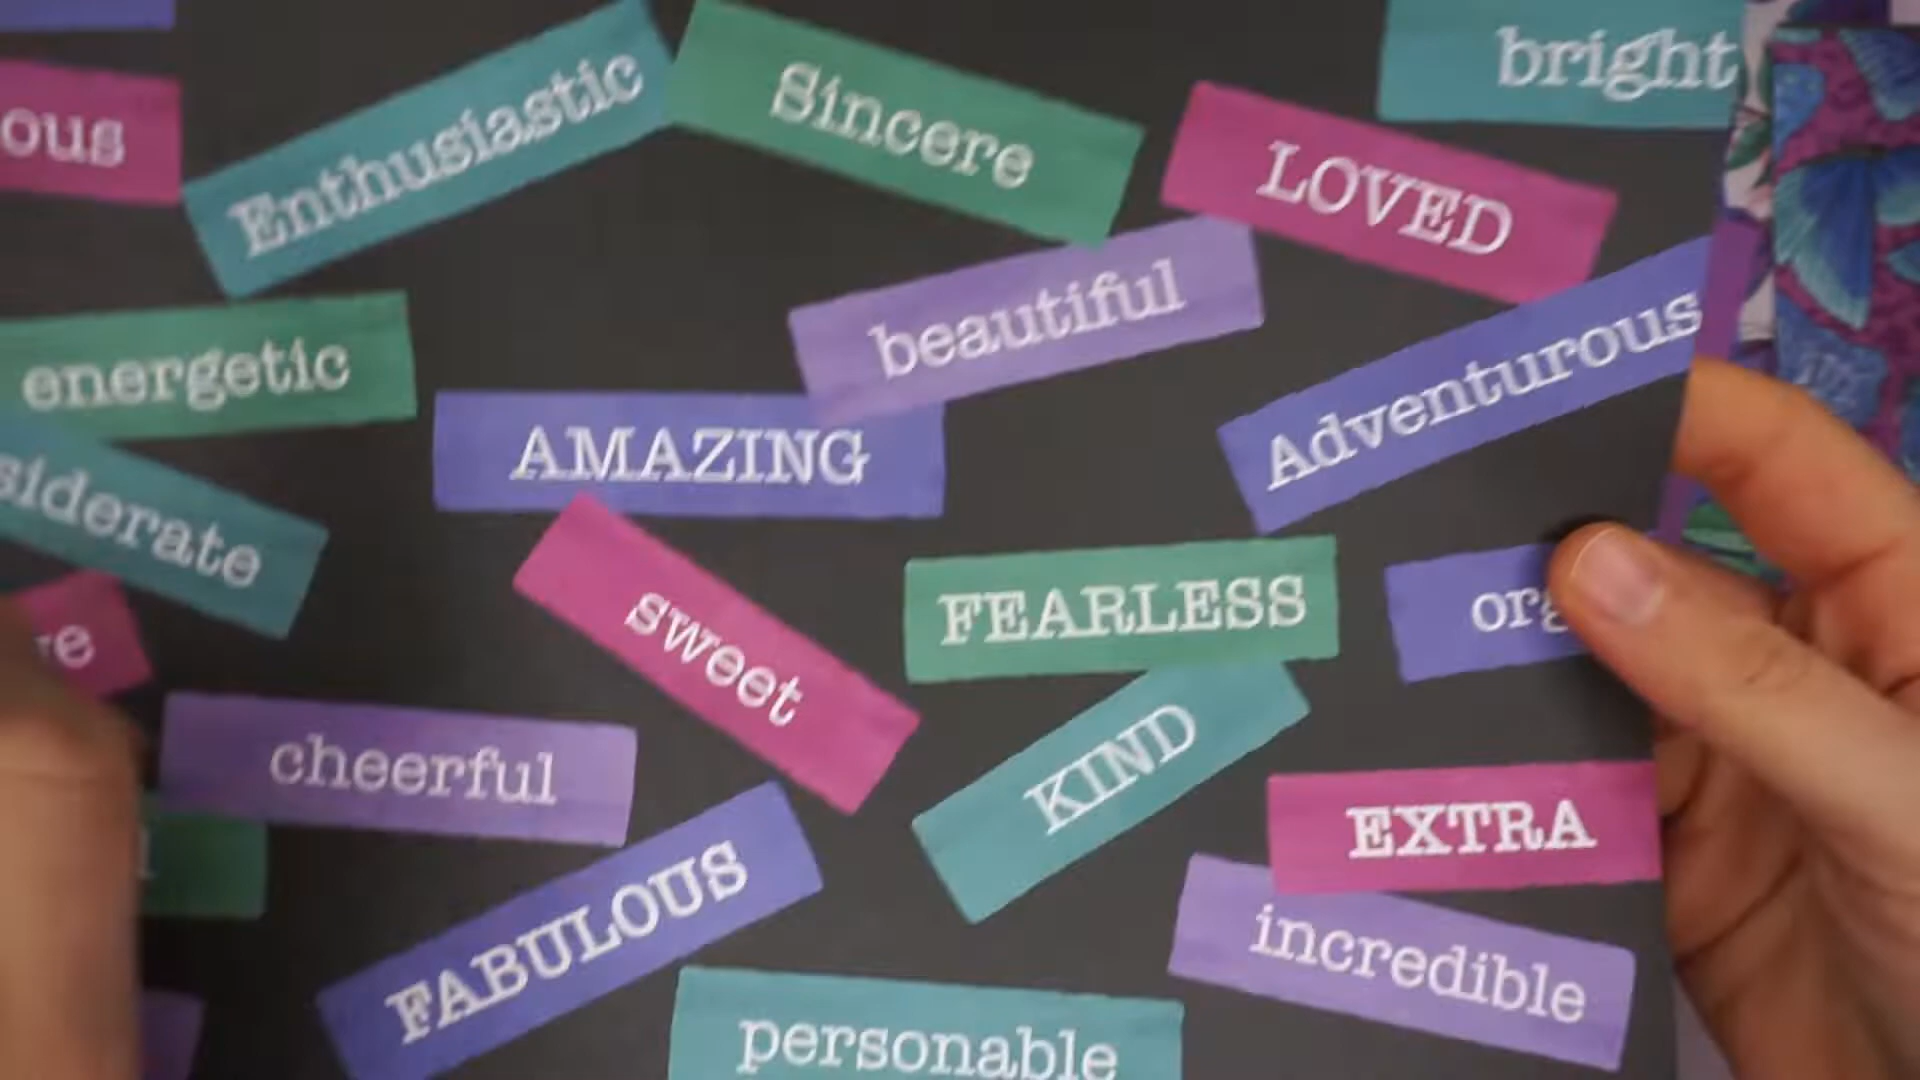 bright
Enthusiastic
Sincere
ous
LOVED
beautiful
Adventurous
energetic
AMAZING
siderate
FEARLESS
org
sweet
re
KIND
cheerful
EXTRA
FABULOUS
incredible
personable